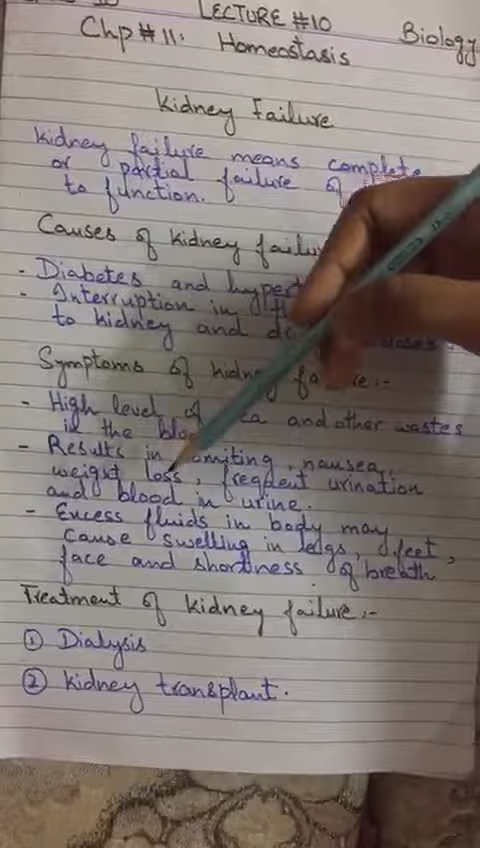 LECTURE #10
Biology
Chp # 11: Homeostasis
Kidney Failure
Kidney failure means complete
or partial failure of
to function.
Causes of kidney failu
- Diabetes and hypert
- Interruption in
to kidney and
Symptoms of kidney fa re:-
- High level of ea and other wastes
in the blo
- Results in omiting, nausea,
weight loss, frequent urination
and blood in urine.
- Excess fluids in body may
cause swelling in legs, feet,
face and shortness of breath
Treatment of kidney failure:-
① Dialysis
② kidney transplant.